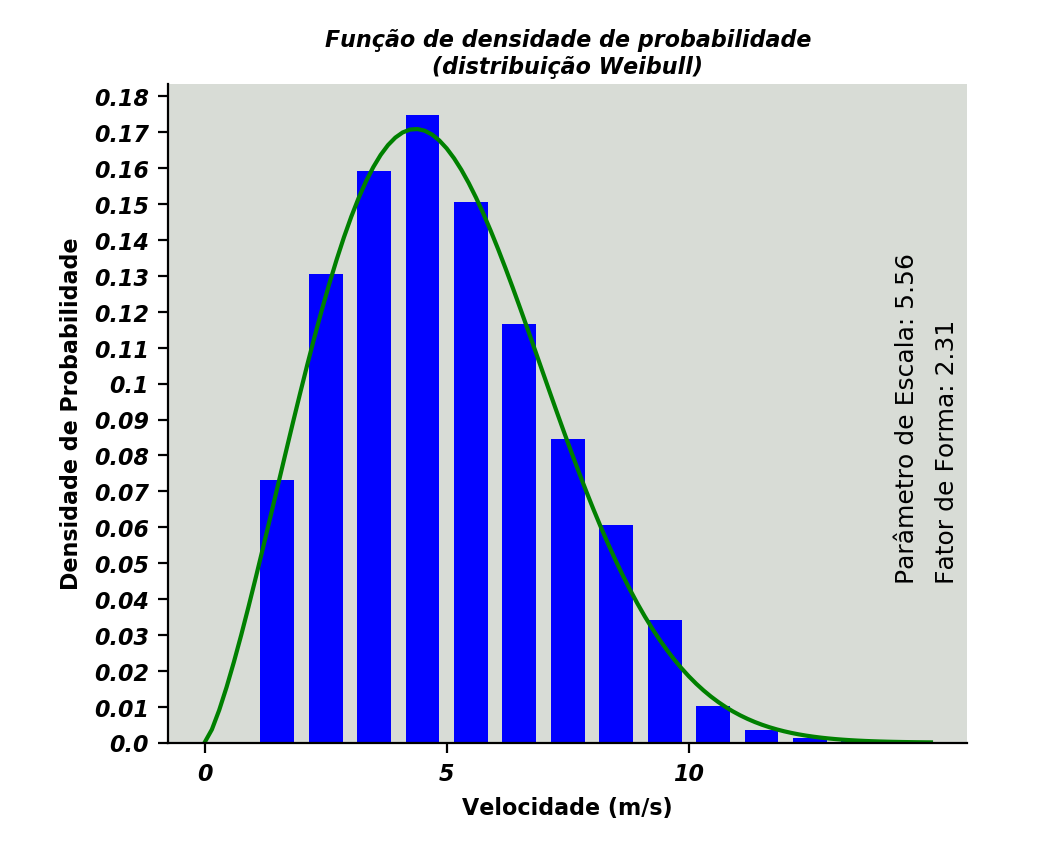 Função de densidade de probabilidade
(distribuição Weibull)
Densidade de Probabilidade
0.18
0.17
0.16
0.15
0.14
0.13
0.12
0.11
0.1
0.09
0.08
0.07
0.06
0.05
0.04
0.03
0.02
0.01
0.0
0 5 10
Velocidade (m/s)
Parâmetro de Escala: 5.56
Fator de Forma: 2.31